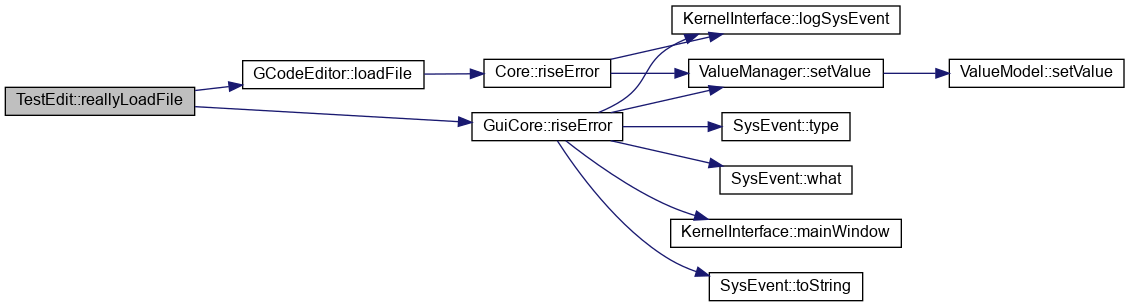 TestEdit::reallyLoadFile
GCodeEditor::loadFile
Core::riseError
GuiCore::riseError
KernelInterface::logSysEvent
ValueManager::setValue
ValueModel::setValue
SysEvent::type
SysEvent::what
KernelInterface::mainWindow
SysEvent::toString